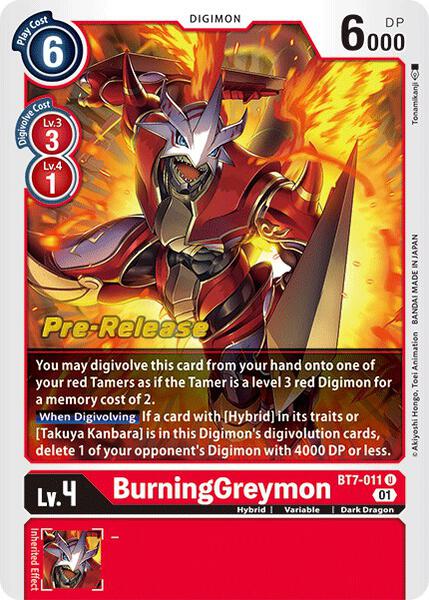 Play Cost
6
DIGIMON
DP
6000
Digivolve Cost
Lv.3
3
Lv.4
1
Tomamikanji
Pre-Release
You may digivolve this card from your hand onto one of
your red Tamers as if the Tamer is a level 3 red Digimon for
a memory cost of 2.
When Digivolving If a card with [Hybrid] in its traits or
[Takuya Kanbara] is in this Digimon's digivolution cards,
delete 1 of your opponent's Digimon with 4000 DP or less.
© Akiyoshi Hongo, Toei Animation BANDAI MADE IN JAPAN
Lv.4
BurningGreymon
BT7-011 U
01
Hybrid | Variable | Dark Dragon
Inherited Effect
–